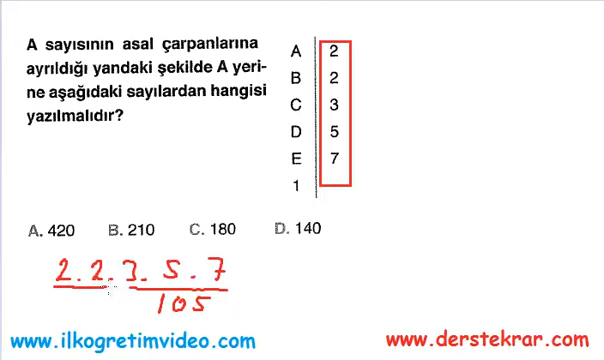 A sayısının asal çarpanlarına
ayrıldığı yandaki şekilde A yeri-
ne aşağıdaki sayılardan hangisi
yazılmalıdır?
A 2
B 2
C 3
D 5
E 7
1
A. 420 B. 210 C. 180 D. 140
2 . 2 . 3 . 5 . 7
105
www.ilkogretimvideo.com www.derstekrar.com